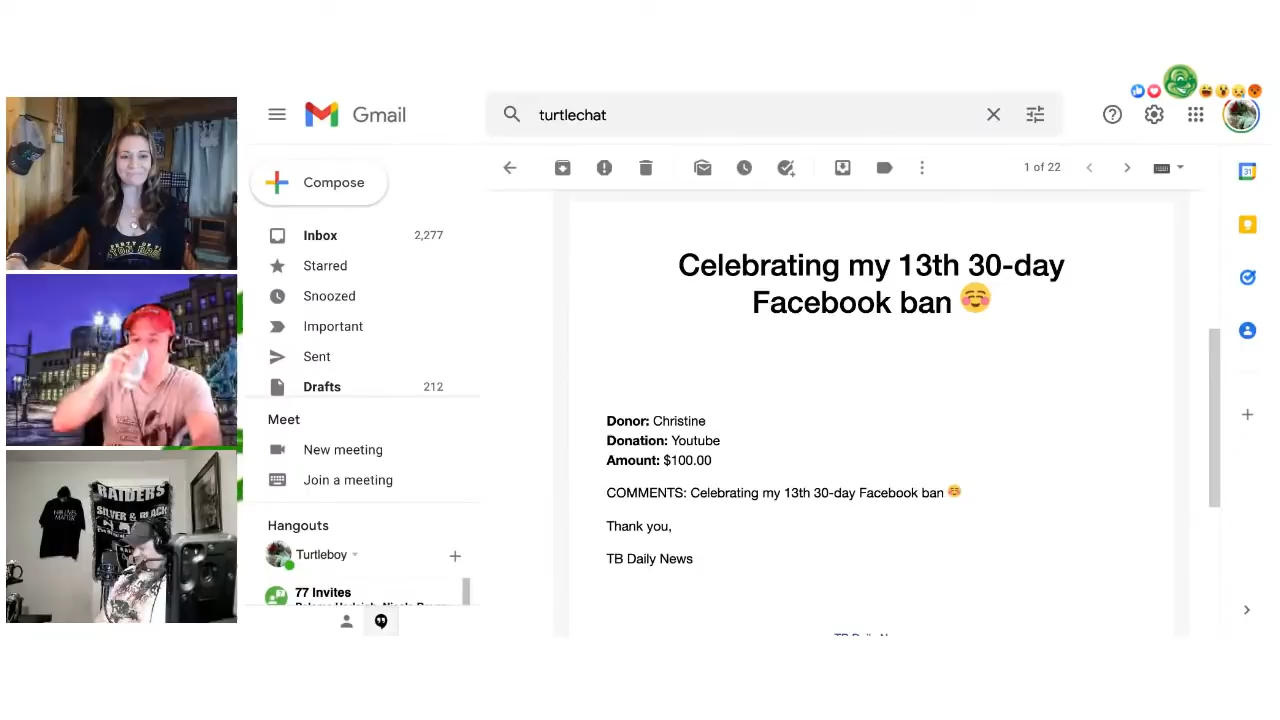 Gmail
turtlechat
Compose
1 of 22
Inbox 2,277
Starred
Snoozed
Important
Sent
Drafts 212
Meet
New meeting
Join a meeting
Hangouts
Turtleboy
77 Invites
Celebrating my 13th 30-day
Facebook ban ☺️
Donor: Christine
Donation: Youtube
Amount: $100.00
COMMENTS: Celebrating my 13th 30-day Facebook ban ☺️
Thank you,
TB Daily News
31
RAIDERS
SILVER & BLACK